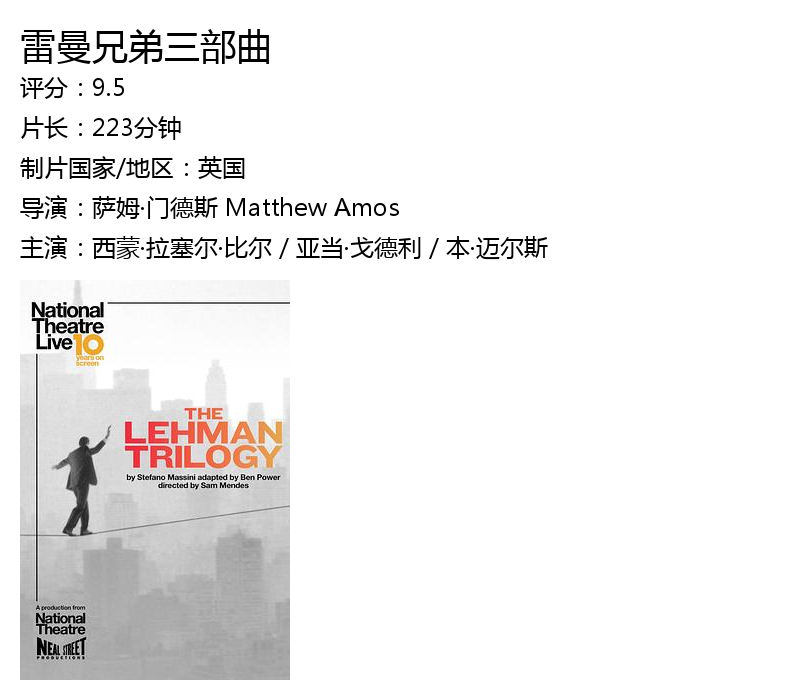 雷曼兄弟三部曲
评分：9.5
片长：223分钟
制片国家/地区：英国
导演：萨姆·门德斯 Matthew Amos
主演：西蒙·拉塞尔·比尔 / 亚当·戈德利 / 本·迈尔斯
National
Theatre
Live10
years on
screen
THE
LEHMAN
TRILOGY
by Stefano Massini adapted by Ben Power
directed by Sam Mendes
A production from
National
Theatre
NEAL STREET
PRODUCTIONS